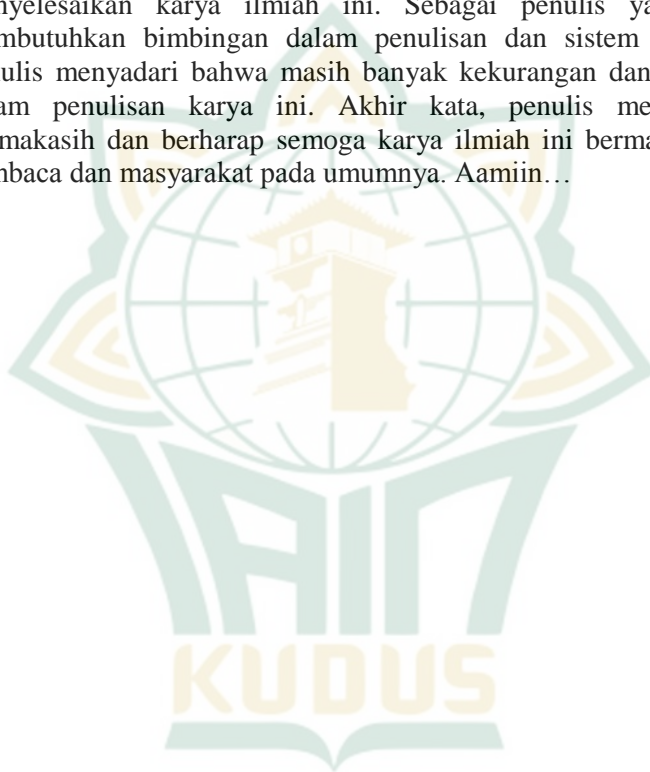 nyelesaikan karya ilmiah ini. Sebagai penulis ya
mbutuhkan bimbingan dalam penulisan dan sistem
ulis menyadari bahwa masih banyak kekurangan dan
am penulisan karya ini. Akhir kata, penulis me
makasih dan berharap semoga karya ilmiah ini berma
nbaca dan masyarakat pada umumnya. Aamiin…
IAIN
KUDUS